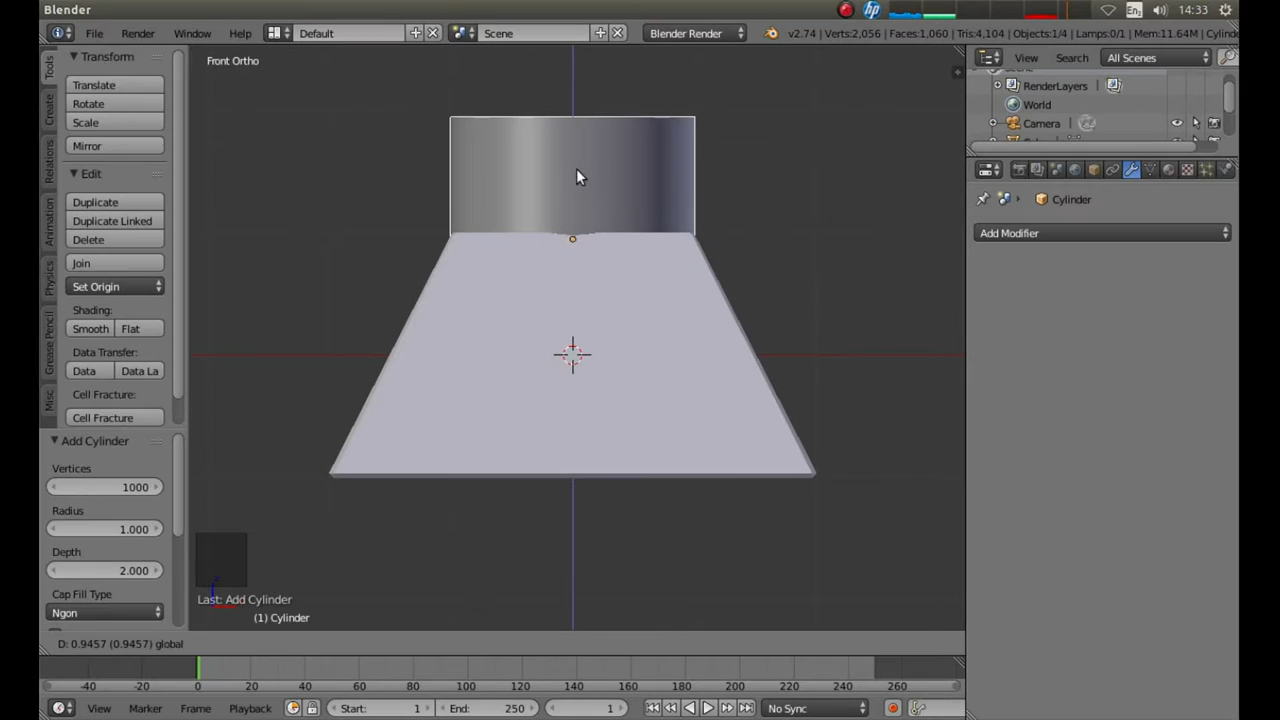 Blender
En₂
14:33
File
Render
Window
Help
Default
Scene
Blender Render
v2.74 | Verts:2,056 | Faces:1,060 | Tris:4,104 | Objects:1/4 | Lamps:0/1 | Mem:11.64M | Cylinde
Tools
Create
Relations
Animation
Physics
Grease Pencil
Misc
Transform
Translate
Rotate
Scale
Mirror
Edit
Duplicate
Duplicate Linked
Delete
Join
Set Origin
Shading:
Smooth
Flat
Data Transfer:
Data
Data La
Cell Fracture:
Cell Fracture
Add Cylinder
Vertices
1000
Radius
1.000
Depth
2.000
Cap Fill Type
Ngon
Front Ortho
Last: Add Cylinder
(1) Cylinder
D: 0.9457 (0.9457) global
View
Search
All Scenes
RenderLayers
World
Camera
Cylinder
Add Modifier
-40 -20 0 20 40 60 80 100 120 140 160 180 200 220 240 260
View
Marker
Frame
Playback
Start: 1
End: 250
1
No Sync